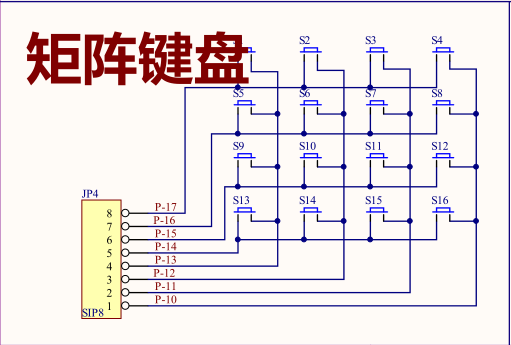 矩阵键盘
S2 S3 S4
S5 S6 S7 S8
S9 S10 S11 S12
S13 S14 S15 S16
JP4
8 P-17
7 P-16
6 P-15
5 P-14
4 P-13
3 P-12
2 P-11
1 P-10
SIP8